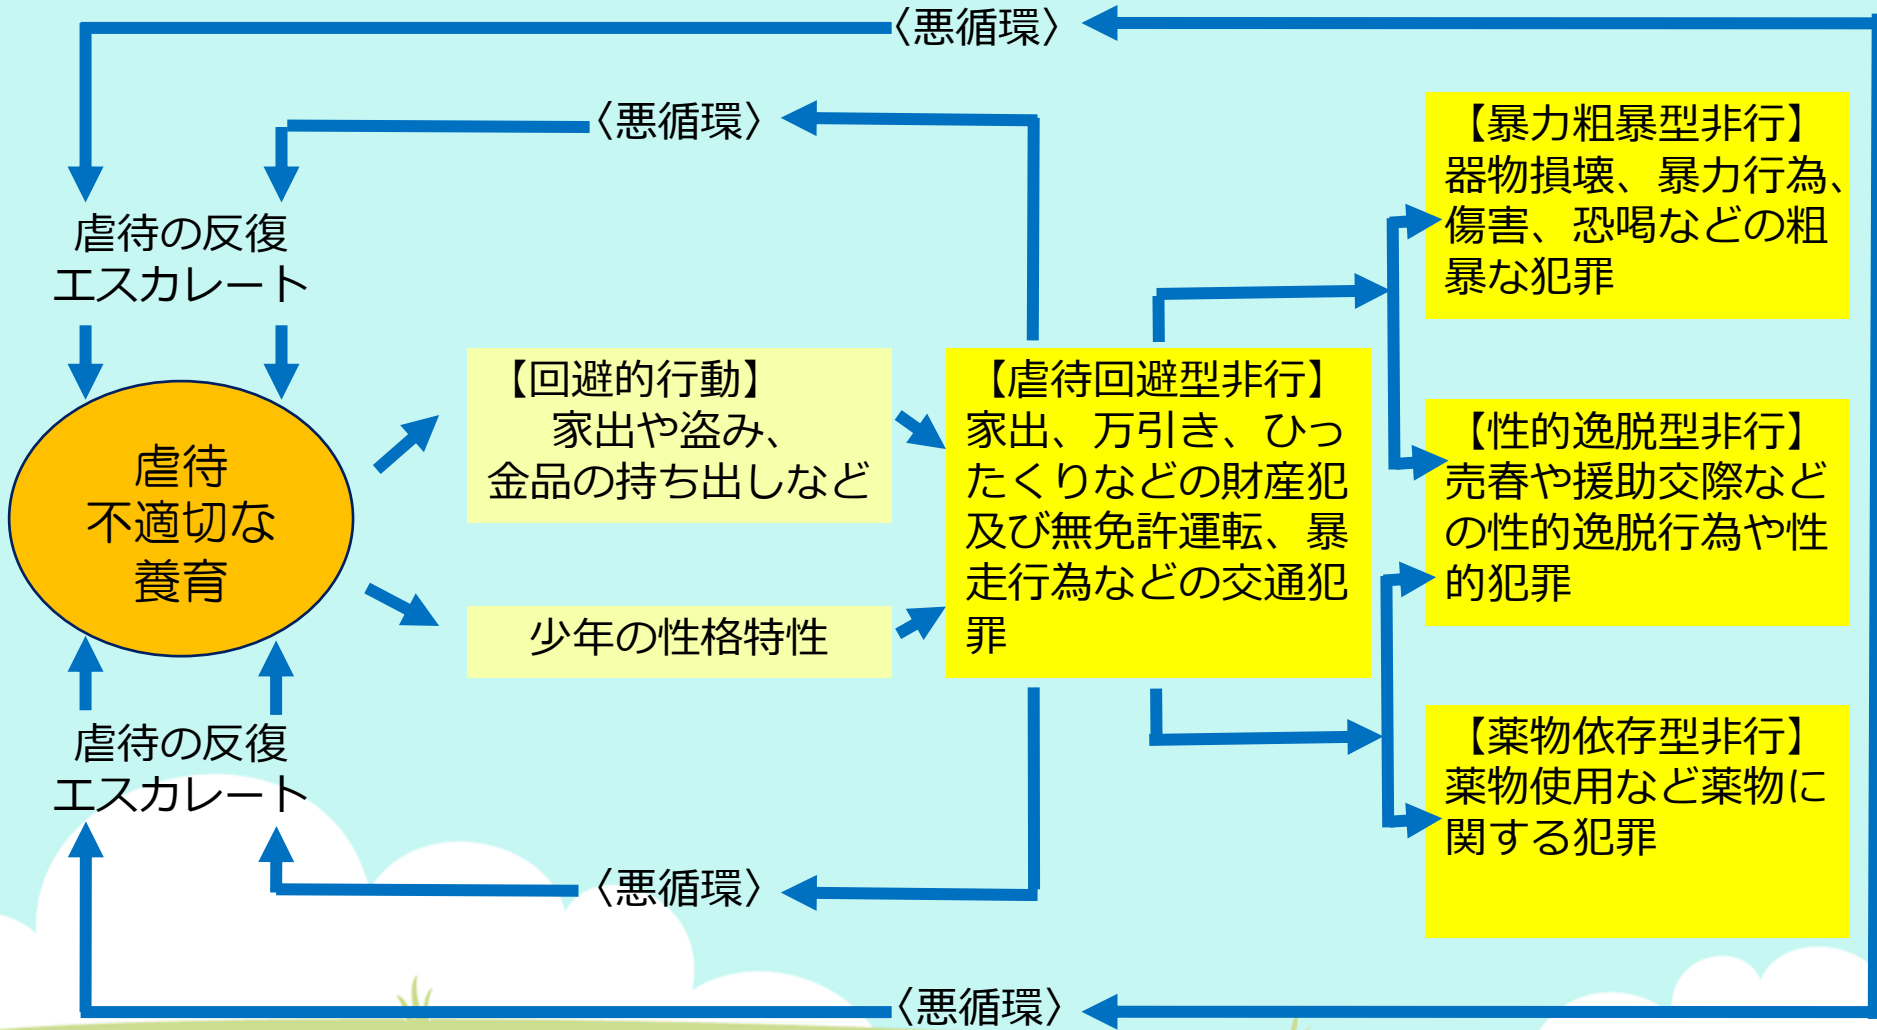 〈悪循環〉
〈悪循環〉
虐待の反復
エスカレート
虐待
不適切な
養育
虐待の反復
エスカレート
【回避的行動】
家出や盗み、
金品の持ち出しなど
少年の性格特性
【虐待回避型非行】
家出、万引き、ひっ
たくりなどの財産犯
及び無免許運転、暴
走行為などの交通犯
罪
【暴力粗暴型非行】
器物損壊、暴力行為、
傷害、恐喝などの粗
暴な犯罪
【性的逸脱型非行】
売春や援助交際など
の性的逸脱行為や性
的犯罪
【薬物依存型非行】
薬物使用など薬物に
関する犯罪
〈悪循環〉
〈悪循環〉